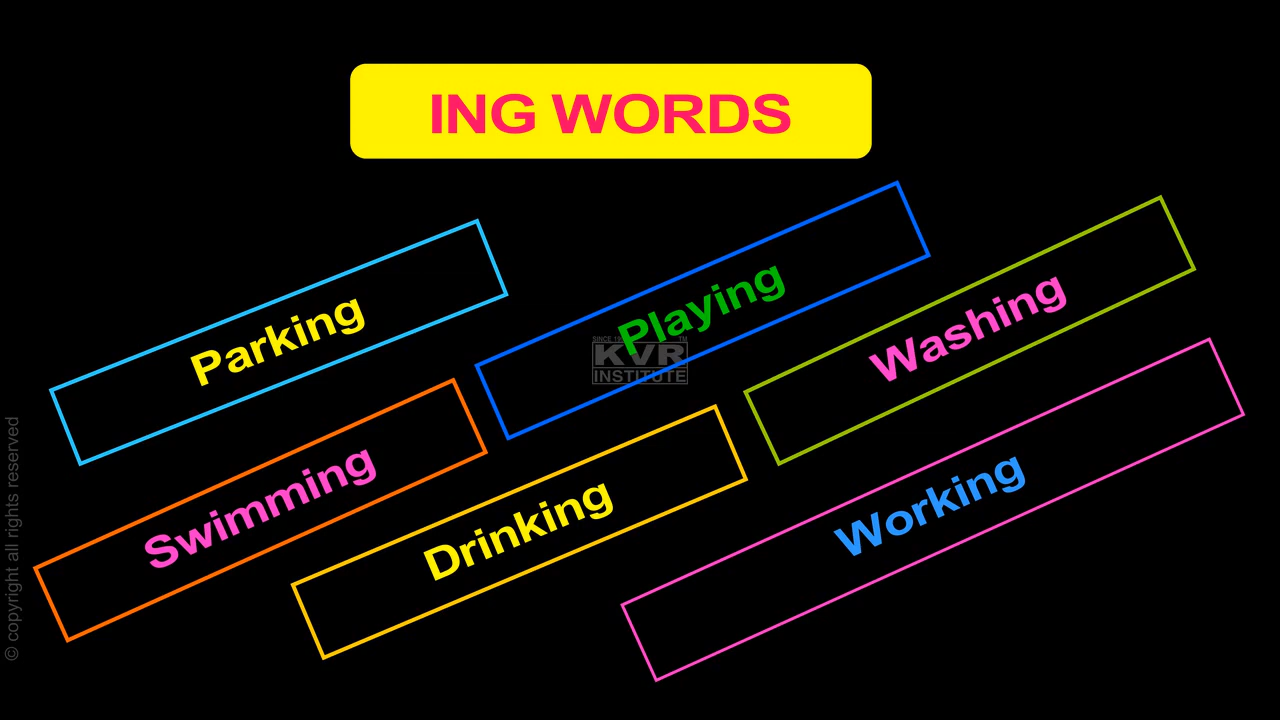 ING WORDS
Parking
Playing
Washing
Swimming
Drinking
Working
KVR
INSTITUTE
© copyright all rights reserved